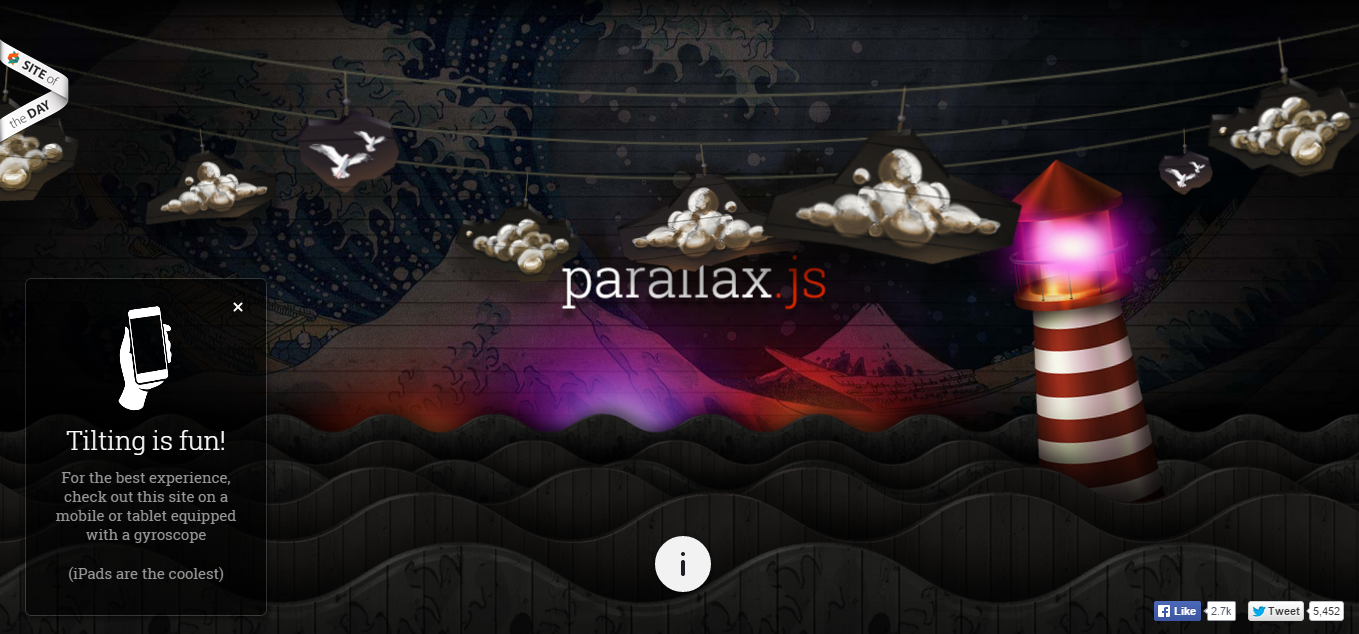 SITE of
the DAY
parallax.js
Tilting is fun!
For the best experience,
check out this site on a
mobile or tablet equipped
with a gyroscope
(iPads are the coolest)
i
Like
2.7k
Tweet
5,452